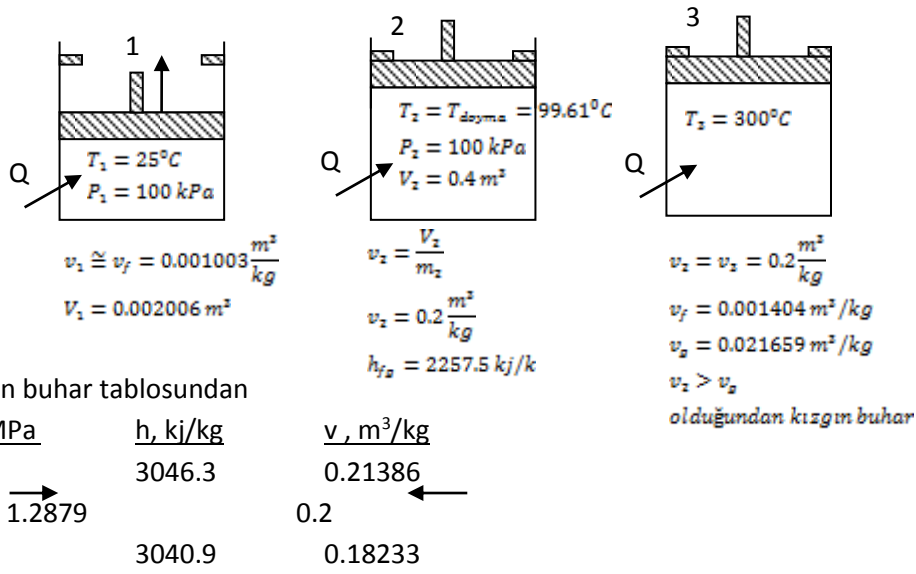 1
T₁ = 25⁰C
P₁ = 100 kPa
Q
v₁ ≅ v_f = 0.001003 m³/kg
V₁ = 0.002006 m³
2
T₂ = T_doyma = 99.61⁰C
P₂ = 100 kPa
V₂ = 0.4 m³
Q
v₂ = V₂/m₂
v₂ = 0.2 m³/kg
h_fg = 2257.5 kj/k
3
T₃ = 300⁰C
Q
v₂ = v₃ = 0.2 m³/kg
v_f = 0.001404 m³/kg
v_g = 0.021659 m³/kg
v₂ > v_g
olduğundan kızgın buhar
n buhar tablosundan
MPa h, kj/kg v , m³/kg
3046.3 0.21386
1.2879 0.2
3040.9 0.18233